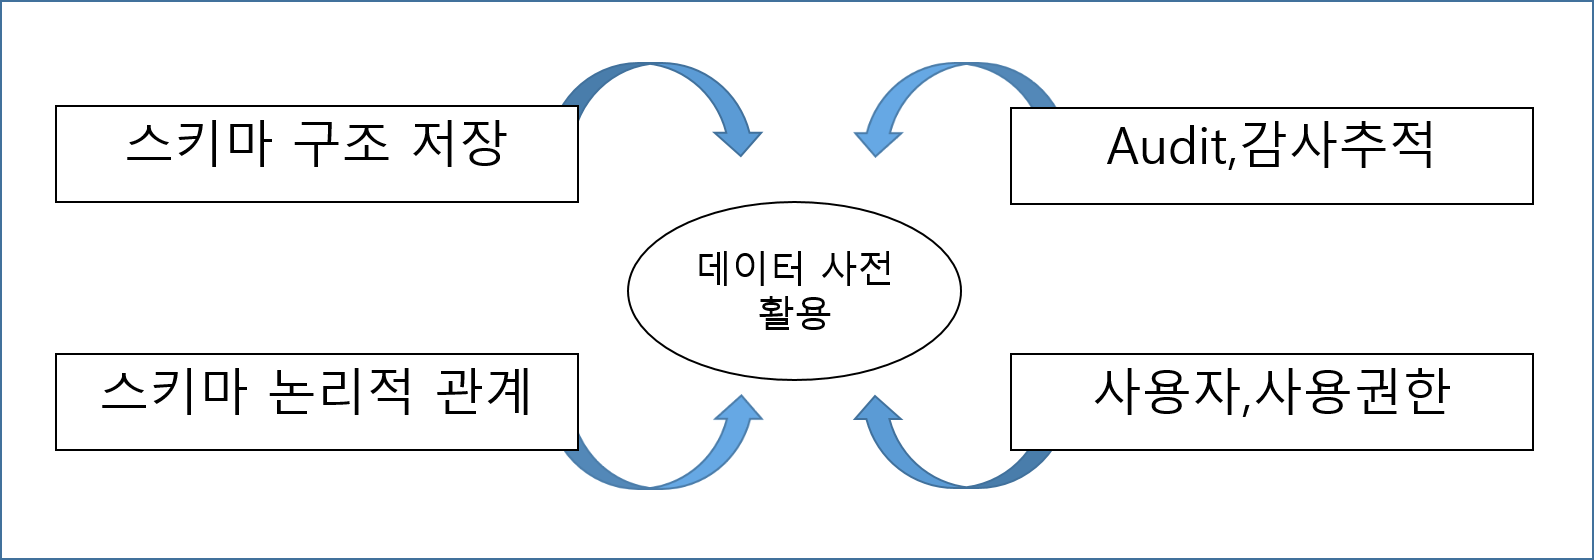 스키마 구조 저장
Audit,감사추적
데이터 사전
활용
스키마 논리적 관계
사용자,사용권한